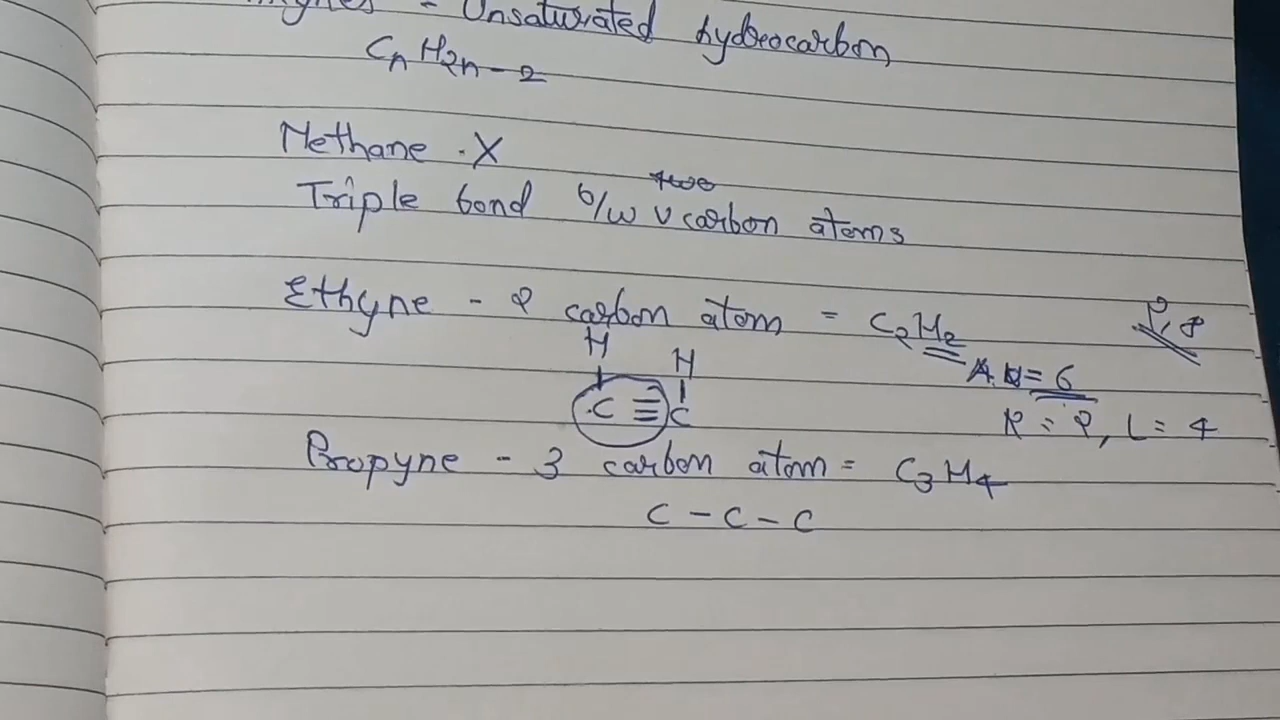 - Unsaturated hydrocarbon
CnH2n-2
Methane - X
Triple bond b/w two carbon atoms
Ethyne - 2 carbon atom = C2H2
H H
C ≡ C
A.N = 6
K = 2, L = 4
Propyne - 3 carbon atom = C3H4
C - C - C